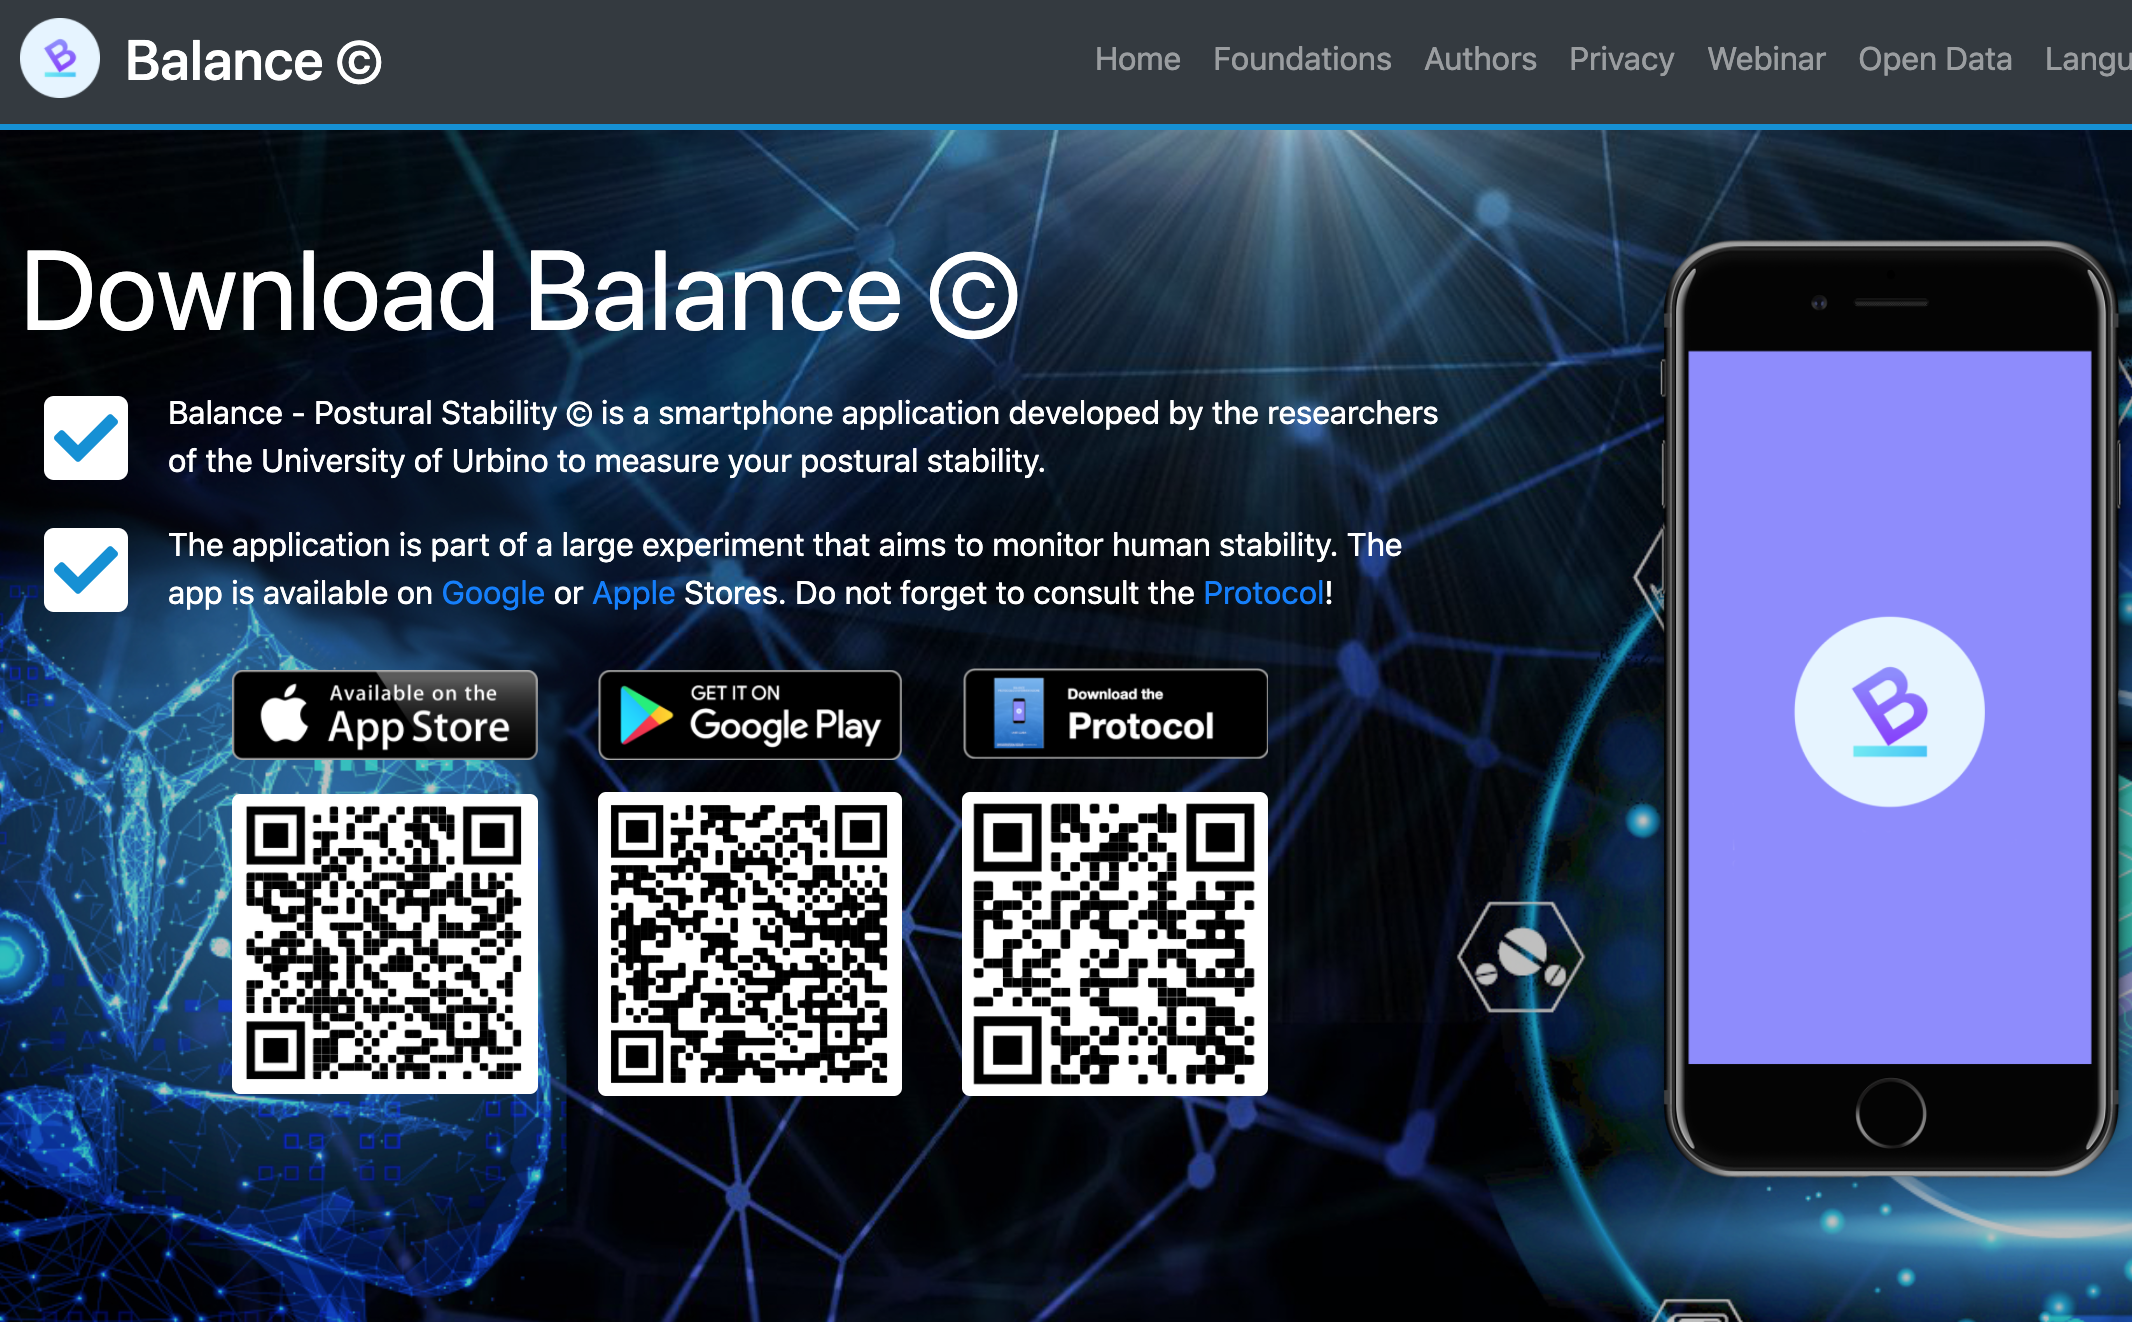 B Balance ©
Home Foundations Authors Privacy Webinar Open Data Langu
Download Balance ©
Balance - Postural Stability © is a smartphone application developed by the researchers
of the University of Urbino to measure your postural stability.
The application is part of a large experiment that aims to monitor human stability. The
app is available on Google or Apple Stores. Do not forget to consult the Protocol!
Available on the
App Store
GET IT ON
Google Play
Download the
Protocol
B